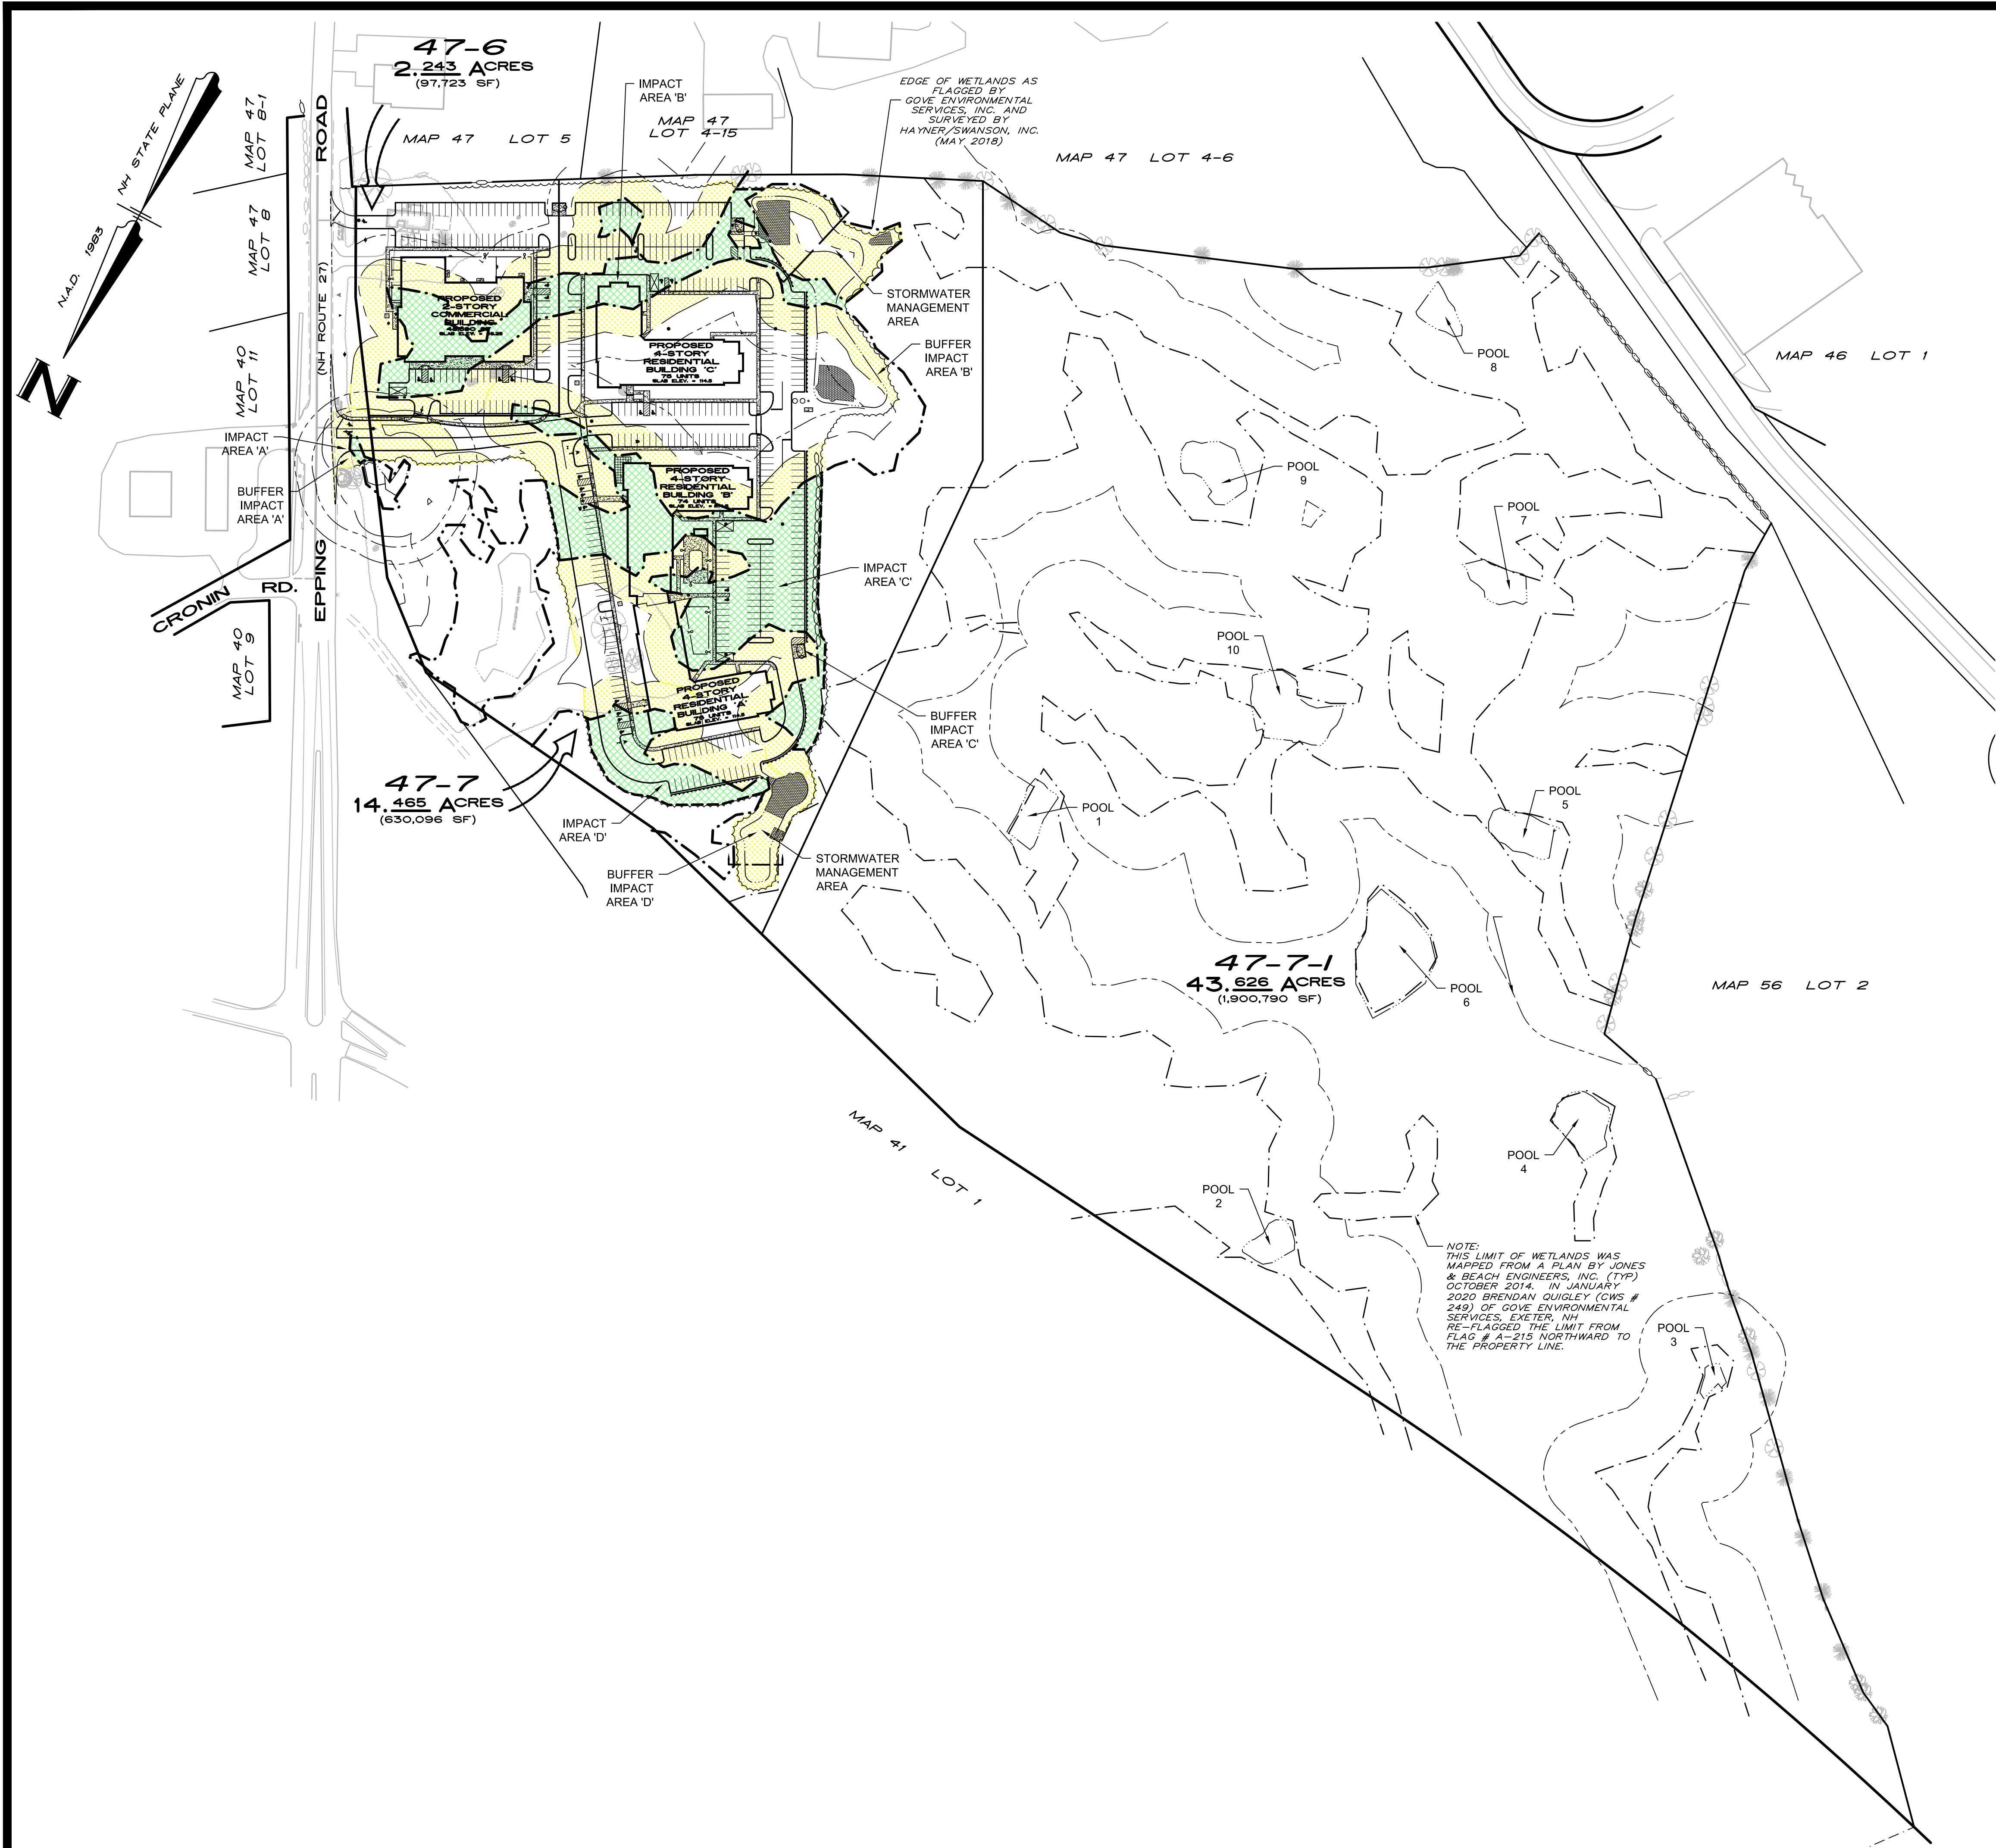 47-6
2.243 ACRES
(97,723 SF)
N.A.D. 1983
NH STATE PLANE
N
MAP 47
LOT 8-1
MAP 47
LOT 8
MAP 40
LOT 11
MAP 40
LOT 9
EPPING ROAD
(NH ROUTE 27)
CRONIN RD.
MAP 47 LOT 5
IMPACT
AREA 'B'
MAP 47
LOT 4-15
EDGE OF WETLANDS AS
FLAGGED BY
GOVE ENVIRONMENTAL
SERVICES, INC. AND
SURVEYED BY
HAYNER/SWANSON, INC.
(MAY 2018)
MAP 47 LOT 4-6
MAP 46 LOT 1
STORMWATER
MANAGEMENT
AREA
BUFFER
IMPACT
AREA 'B'
PROPOSED
2-STORY
COMMERCIAL
BUILDING
PROPOSED
4-STORY
RESIDENTIAL
BUILDING 'C'
75 UNITS
SLAB ELEV. = 114.5
IMPACT
AREA 'A'
BUFFER
IMPACT
AREA 'A'
PROPOSED
4-STORY
RESIDENTIAL
BUILDING 'B'
74 UNITS
IMPACT
AREA 'C'
PROPOSED
4-STORY
RESIDENTIAL
BUILDING 'A'
BUFFER
IMPACT
AREA 'C'
47-7
14.465 ACRES
(630,096 SF)
IMPACT
AREA 'D'
BUFFER
IMPACT
AREA 'D'
STORMWATER
MANAGEMENT
AREA
POOL
8
POOL
9
POOL
7
POOL
10
POOL
1
POOL
5
47-7-1
43.626 ACRES
(1,900,790 SF)
POOL
6
MAP 56 LOT 2
MAP 41 LOT 1
POOL
4
POOL
2
NOTE:
THIS LIMIT OF WETLANDS WAS
MAPPED FROM A PLAN BY JONES
& BEACH ENGINEERS, INC. (TYP)
OCTOBER 2014. IN JANUARY
2020 BRENDAN QUIGLEY (CWS #
249) OF GOVE ENVIRONMENTAL
SERVICES, EXETER, NH
RE-FLAGGED THE LIMIT FROM
FLAG # A-215 NORTHWARD TO
THE PROPERTY LINE.
POOL
3